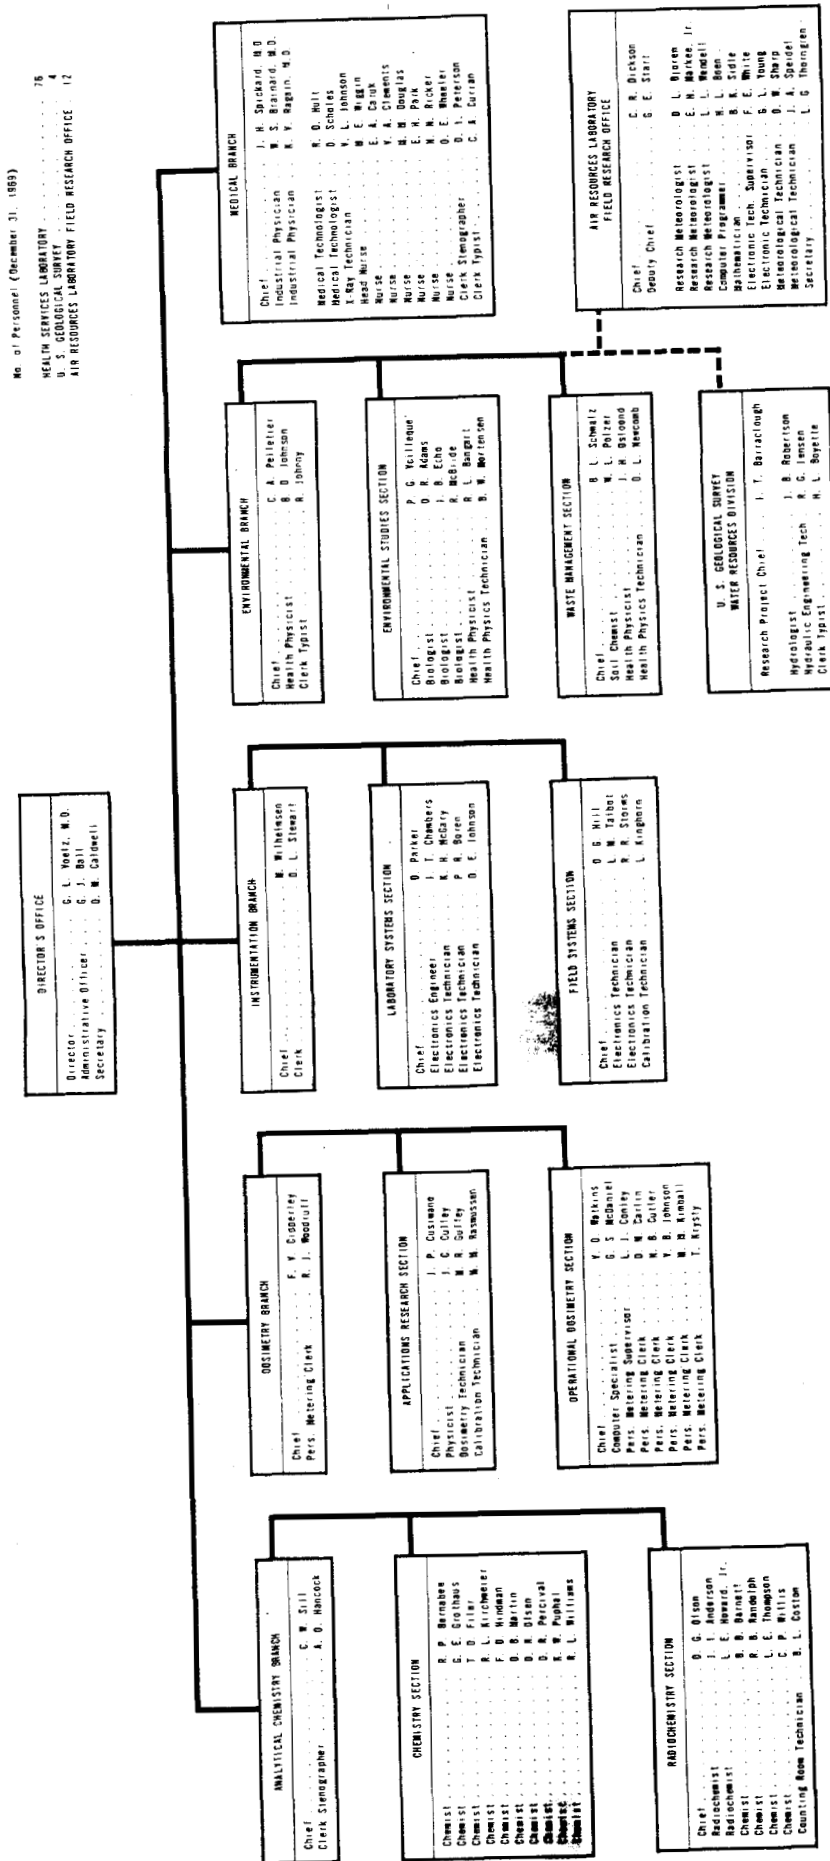 No. of Personnel (December 31, 1969)
HEALTH SERVICES LABORATORY . . . . . . . . . . 76
U. S. GEOLOGICAL SURVEY . . . . . . . . . . . 4
AIR RESOURCES LABORATORY FIELD RESEARCH OFFICE . 12
DIRECTOR'S OFFICE
Director . . . . . . G. L. Voelz, M.D.
Administrative Officer . . . G. J. Ball
Secretary . . . . . . D. M. Caldwell
ANALYTICAL CHEMISTRY BRANCH
Chief . . . . . . C. W. Sill
Clerk Stenographer . . . A. O. Hancock
CHEMISTRY SECTION
Chemist . . . . . . R. P. Bernabee
Chemist . . . . . . G. E. Grothaus
Chemist . . . . . . T. D. Filer
Chemist . . . . . . R. L. Kirchmeier
Chemist . . . . . . F. D. Hindman
Chemist . . . . . . D. B. Martin
Chemist . . . . . . D. R. Olsen
Chemist . . . . . . D. R. Percival
Chemist . . . . . . K. W. Puphal
Chemist . . . . . . R. L. Williams
RADIOCHEMISTRY SECTION
Chief . . . . . . D. G. Olson
Radiochemist . . . . J. I. Anderson
Radiochemist . . . . L. E. Howard, Jr.
Chemist . . . . . . B. B. Barnett
Chemist . . . . . . R. B. Randolph
Chemist . . . . . . L. E. Thompson
Chemist . . . . . . C. P. Willis
Counting Room Technician . B. L. Coston
DOSIMETRY BRANCH
Chief . . . . . . F. V. Cipperley
Pers. Metering Clerk . . . R. J. Woodruff
APPLICATIONS RESEARCH SECTION
Chief . . . . . . J. P. Cusimano
Physicist . . . . . . J. C. Culley
Dosimetry Technician . . . M. R. Guffey
Calibration Technician . . . W. M. Rasmussen
OPERATIONAL DOSIMETRY SECTION
Chief . . . . . . Y. D. Watkins
Computer Specialist . . . G. S. McDaniel
Pers. Metering Supervisor . . L. J. Conley
Pers. Metering Clerk . . . D. M. Carlin
Pers. Metering Clerk . . . N. B. Cutler
Pers. Metering Clerk . . . V. B. Johnson
Pers. Metering Clerk . . . M. M. Kimball
Pers. Metering Clerk . . . T. Krysty
INSTRUMENTATION BRANCH
Chief . . . . . . M. Wilhelmsen
Clerk . . . . . . D. L. Stewart
LABORATORY SYSTEMS SECTION
Chief . . . . . . D. Parker
Electronics Engineer . . . J. T. Chambers
Electronics Technician . . . K. H. McGary
Electronics Technician . . . P. R. Boren
Electronics Technician . . . D. E. Johnson
FIELD SYSTEMS SECTION
Chief . . . . . . D. G. Hill
Electronics Technician . . . L. M. Talbot
Electronics Technician . . . R. R. Storms
Calibration Technician . . . L. Kinghorn
ENVIRONMENTAL BRANCH
Chief . . . . . . C. A. Pelletier
Health Physicist . . . B. D. Johnson
Clerk Typist . . . . R. Johnny
ENVIRONMENTAL STUDIES SECTION
Chief . . . . . . P. G. Voilleque'
Biologist . . . . . . D. R. Adams
Biologist . . . . . . J. B. Echo
Biologist . . . . . . R. McBride
Health Physicist . . . R. L. Bangart
Health Physics Technician . . B. W. Mortensen
WASTE MANAGEMENT SECTION
Chief . . . . . . B. L. Schmalz
Soil Chemist . . . . W. L. Polzer
Health Physicist . . . J. H. Osloond
Health Physics Technician . . D. L. Newcomb
U. S. GEOLOGICAL SURVEY
WATER RESOURCES DIVISION
Research Project Chief . . J. T. Barraclough
Hydrologist . . . . J. B. Robertson
Hydraulic Engineering Tech . . R. G. Jensen
Clerk Typist . . . . H. L. Boyette
MEDICAL BRANCH
Chief . . . . . . J. H. Spickard, M.D.
Industrial Physician . . W. S. Brainard, M.D.
Industrial Physician . . K. V. Ragain, M.D.
Medical Technologist . . R. O. Hult
Medical Technologist . . D. Scholes
X-Ray Technician . . . V. L. Johnson
Head Nurse . . . . M. E. Wiggin
Nurse . . . . . . E. A. Catuk
Nurse . . . . . . V. A. Clements
Nurse . . . . . . M. M. Douglas
Nurse . . . . . . E. H. Park
Nurse . . . . . . N. N. Ricker
Nurse . . . . . . O. E. Wheeler
Clerk Stenographer . . . D. I. Peterson
Clerk Typist . . . . C. A. Curran
AIR RESOURCES LABORATORY
FIELD RESEARCH OFFICE
Chief . . . . . . C. R. Dickson
Deputy Chief . . . . G. E. Start
Research Meteorologist . . D. L. Bjoren
Research Meteorologist . . E. H. Markee, Jr.
Research Meteorologist . . L. L. Wendell
Computer Programmer . . . H. L. Boen
Mathematician . . . . B. K. Sidle
Electronic Tech. Supervisor . F. E. White
Electronic Technician . . . G. L. Young
Meteorological Technician . . D. W. Sharp
Meteorological Technician . . J. A. Speidel
Secretary . . . . . . L. G. Thorngren